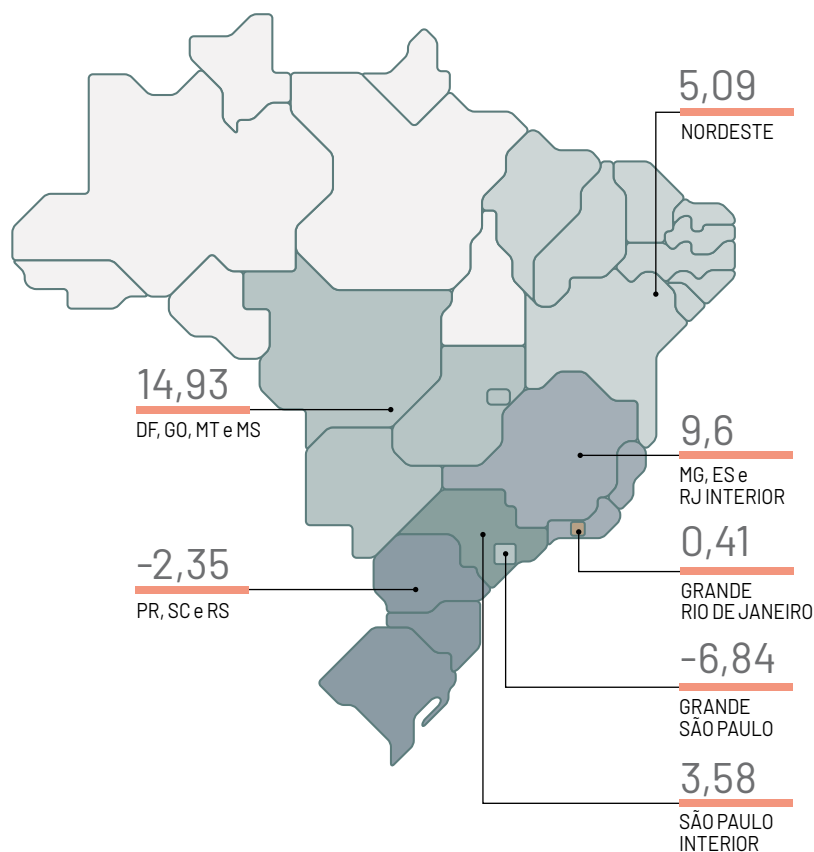 5,09
NORDESTE
14,93
DF, GO, MT e MS
9,6
MG, ES e
RJ INTERIOR
0,41
GRANDE
RIO DE JANEIRO
-2,35
PR, SC e RS
-6,84
GRANDE
SÃO PAULO
3,58
SÃO PAULO
INTERIOR